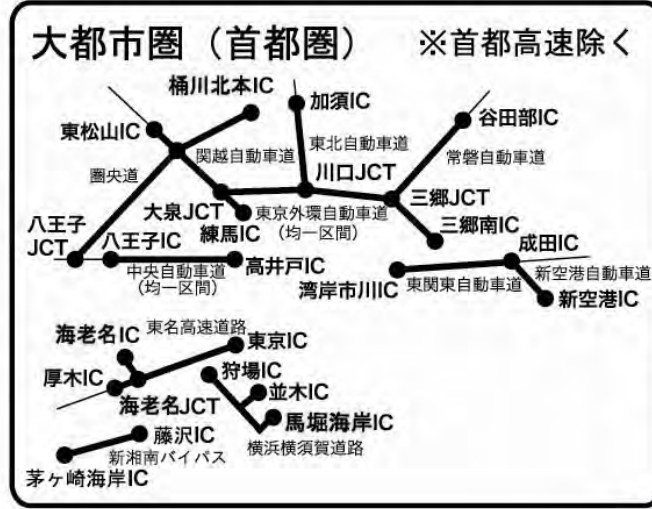 大都市圏（首都圏）
※首都高速除く
桶川北本IC
加須IC
谷田部IC
東松山IC
関越自動車道
東北自動車道
常磐自動車道
圏央道
川口JCT
大泉JCT
東京外環自動車道
(均一区間)
三郷JCT
練馬IC
三郷南IC
八王子
JCT
八王子IC
中央自動車道
(均一区間)
高井戸IC
成田IC
湾岸市川IC
東関東自動車道
新空港自動車道
新空港IC
海老名IC
東名高速道路
東京IC
厚木IC
海老名JCT
狩場IC
並木IC
馬堀海岸IC
横浜横須賀道路
藤沢IC
新湘南バイパス
茅ヶ崎海岸IC